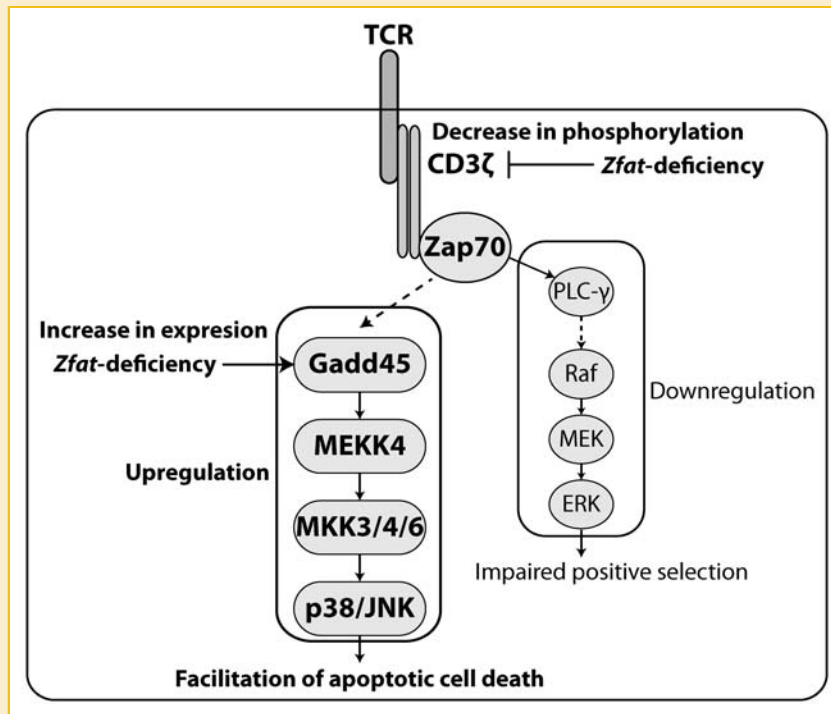 TCR
Decrease in phosphorylation
CD3ζ
Zfat-deficiency
Zap70
PLC-γ
Increase in expresion
Zfat-deficiency
Gadd45
Raf
Downregulation
MEKK4
MEK
Upregulation
MKK3/4/6
ERK
Impaired positive selection
p38/JNK
Facilitation of apoptotic cell death